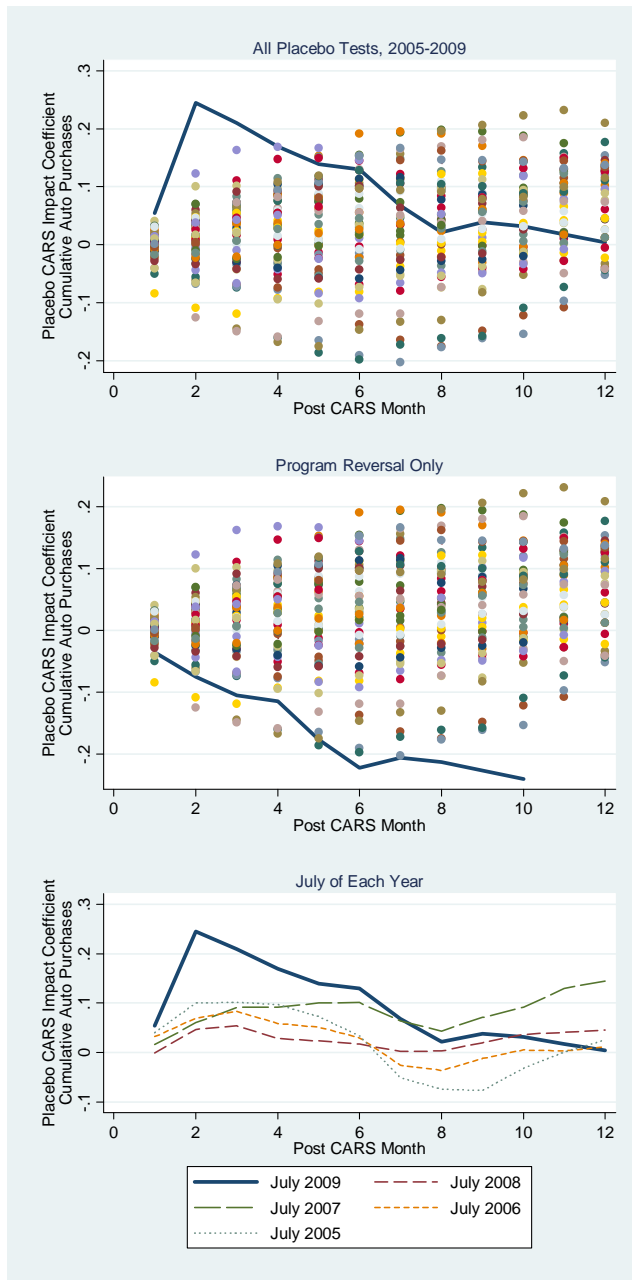 All Placebo Tests, 2005-2009
Placebo CARS Impact Coefficient
Cumulative Auto Purchases
.3
.2
.1
0
-.1
-.2
0 2 4 6 8 10 12
Post CARS Month
Program Reversal Only
Placebo CARS Impact Coefficient
Cumulative Auto Purchases
.2
.1
0
-.1
-.2
0 2 4 6 8 10 12
Post CARS Month
July of Each Year
Placebo CARS Impact Coefficient
Cumulative Auto Purchases
.3
.2
.1
0
-.1
0 2 4 6 8 10 12
Post CARS Month
July 2009 July 2008
July 2007 July 2006
July 2005